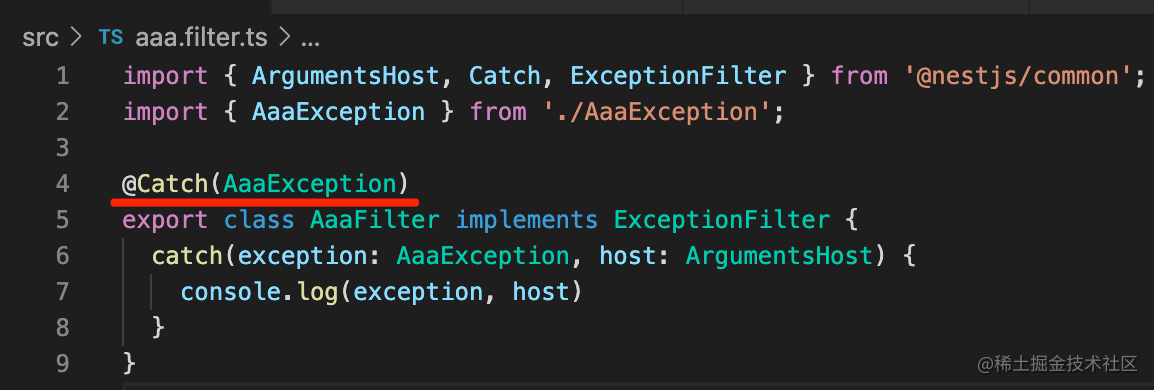 src > TS aaa.filter.ts > ...
1 import { ArgumentsHost, Catch, ExceptionFilter } from '@nestjs/common';
2 import { AaaException } from './AaaException';
3
4 @Catch(AaaException)
5 export class AaaFilter implements ExceptionFilter {
6 catch(exception: AaaException, host: ArgumentsHost) {
7 console.log(exception, host)
8 }
9 }
@稀土掘金技术社区